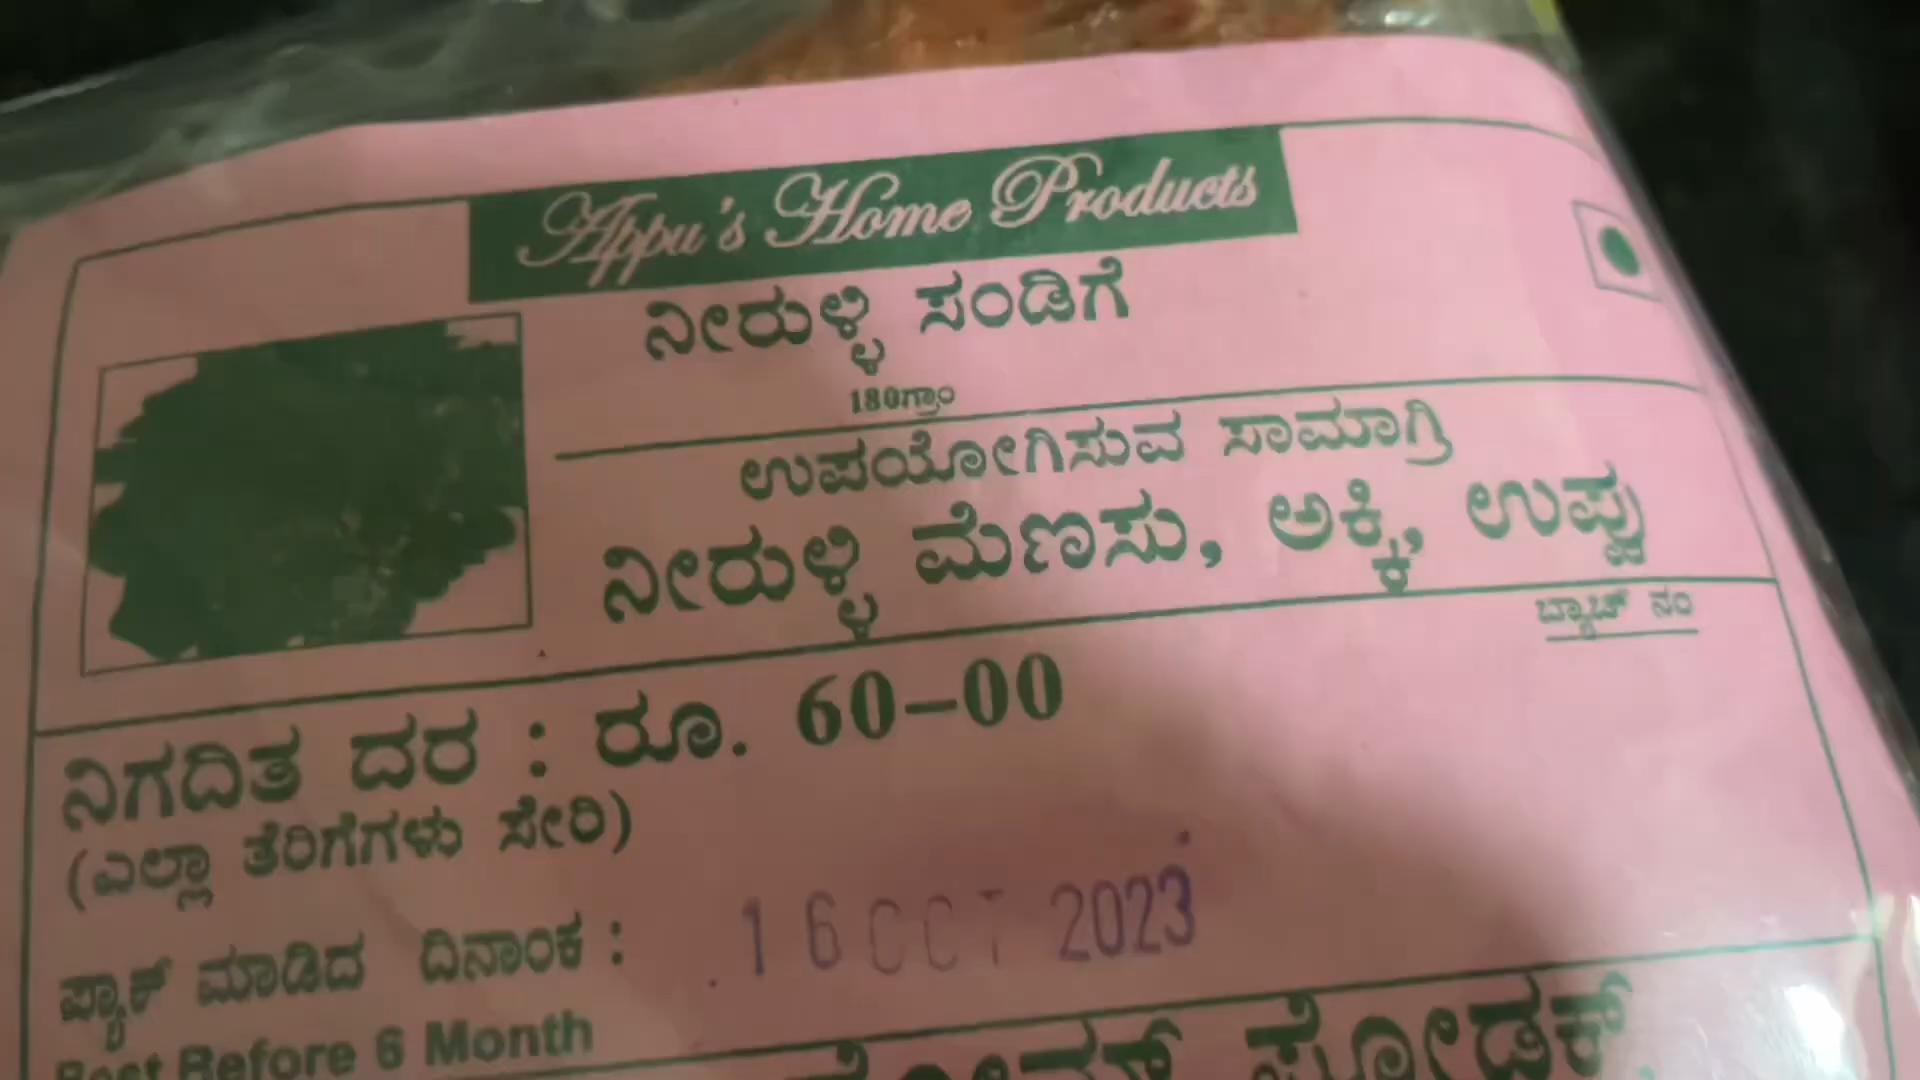 Appu's Home Products
ನೀರುಳ್ಳಿ ಸಂಡಿಗೆ
180ಗ್ರಾಂ
ಉಪಯೋಗಿಸುವ ಸಾಮಾಗ್ರಿ
ನೀರುಳ್ಳಿ ಮೆಣಸು, ಅಕ್ಕಿ, ಉಪ್ಪು
ಬ್ಯಾಚ್ ನಂ
ನಿಗದಿತ ದರ : ರೂ. 60-00
(ಎಲ್ಲಾ ತೆರಿಗೆಗಳು ಸೇರಿ)
ಪ್ಯಾಕ್ ಮಾಡಿದ ದಿನಾಂಕ : 16 OCT 2023
Best Before 6 Month